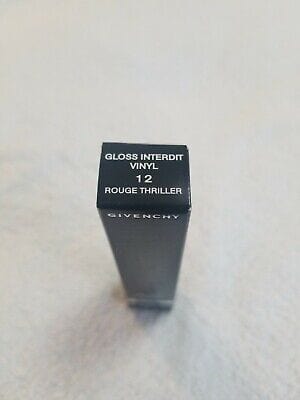 GLOSS INTERDIT
VINYL
12
ROUGE THRILLER
GIVENCHY